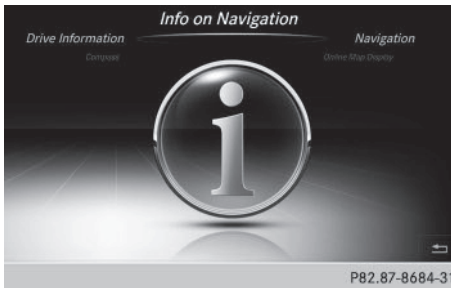 Info on Navigation
Drive Information
Navigation
Compass
Online Map Display
P82.87-8684-31